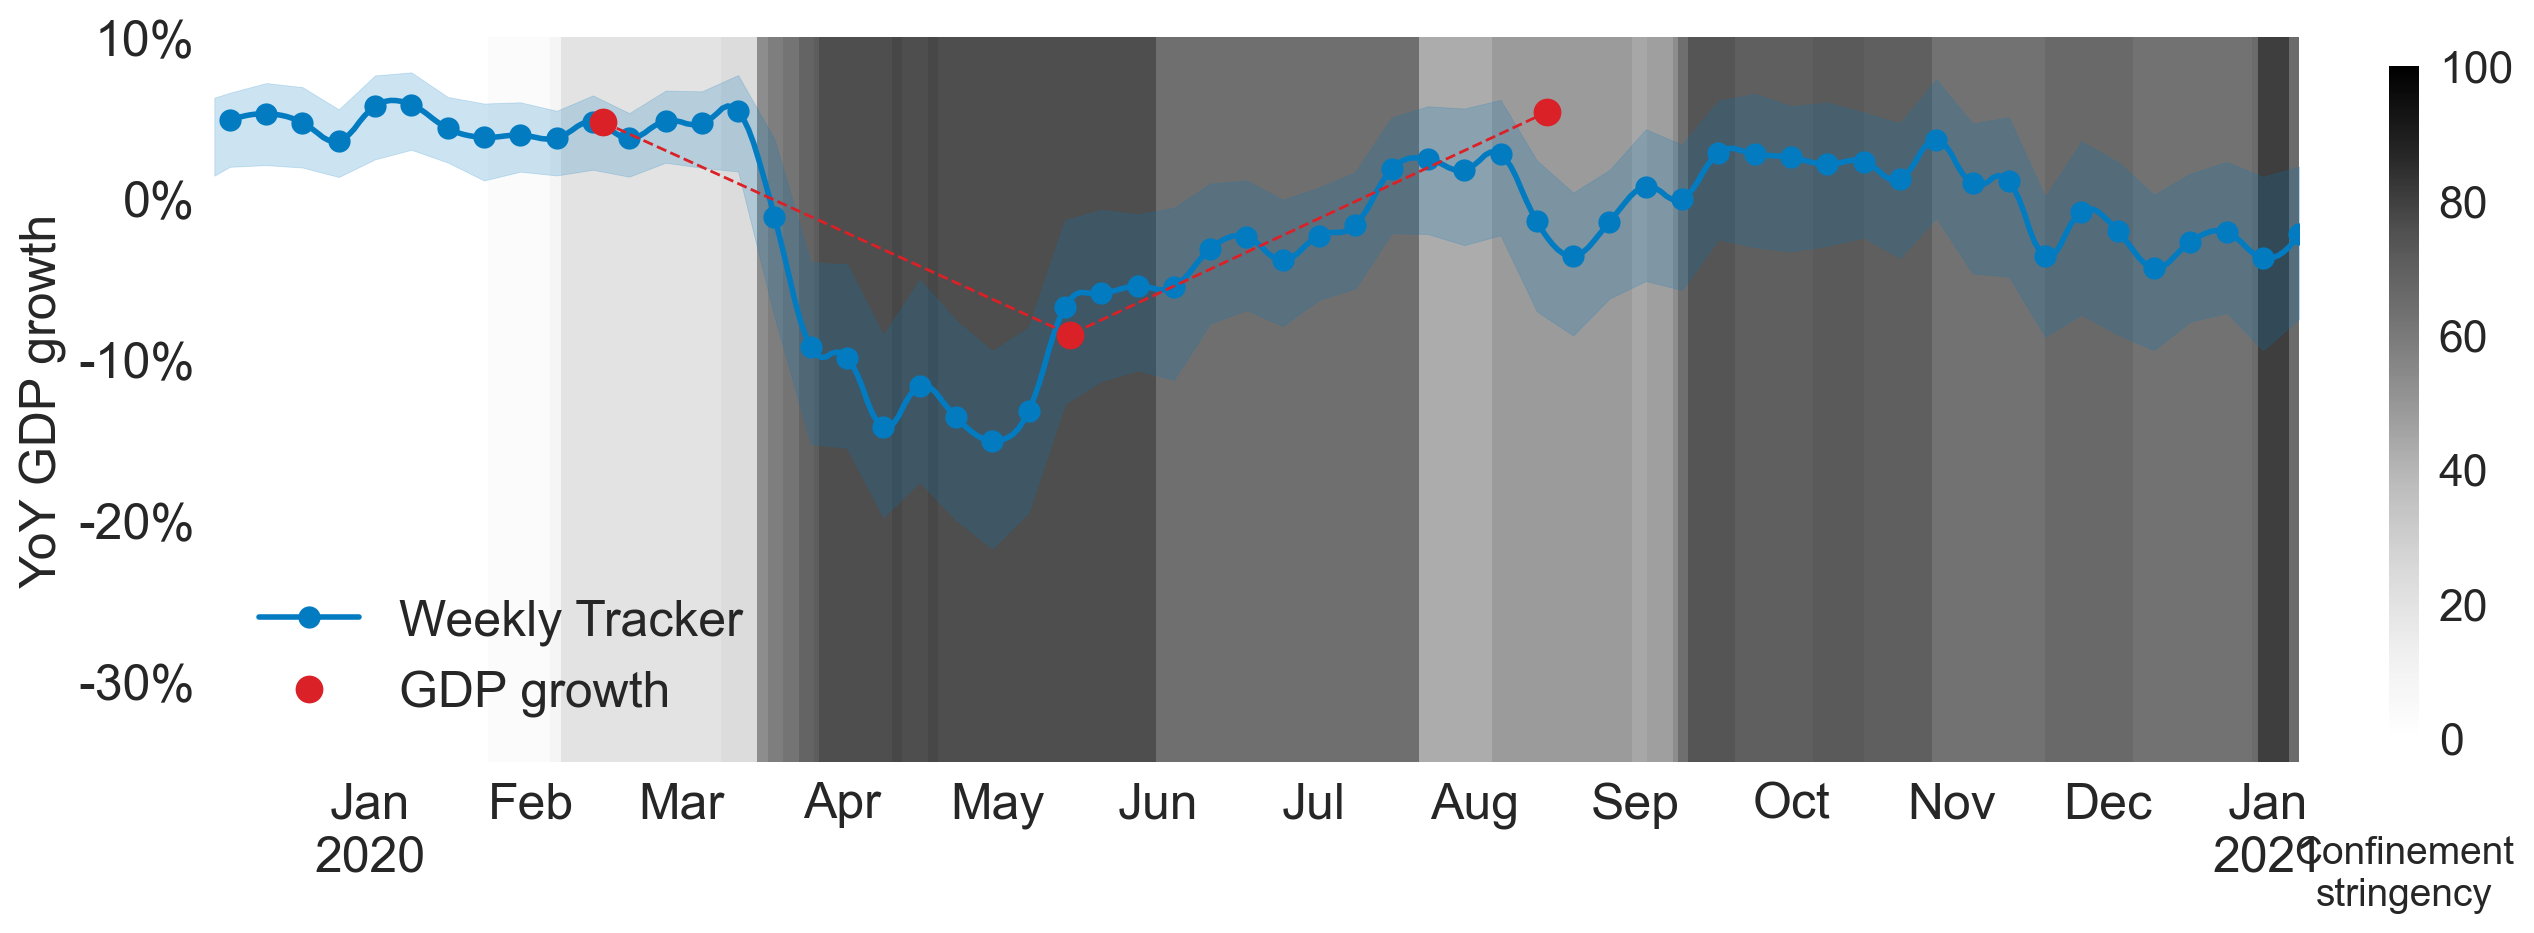 10%
0%
-10%
-20%
-30%
YoY GDP growth
Weekly Tracker
GDP growth
Jan
2020
Feb
Mar
Apr
May
Jun
Jul
Aug
Sep
Oct
Nov
Dec
Jan
2021
100
80
60
40
20
0
Confinement
stringency